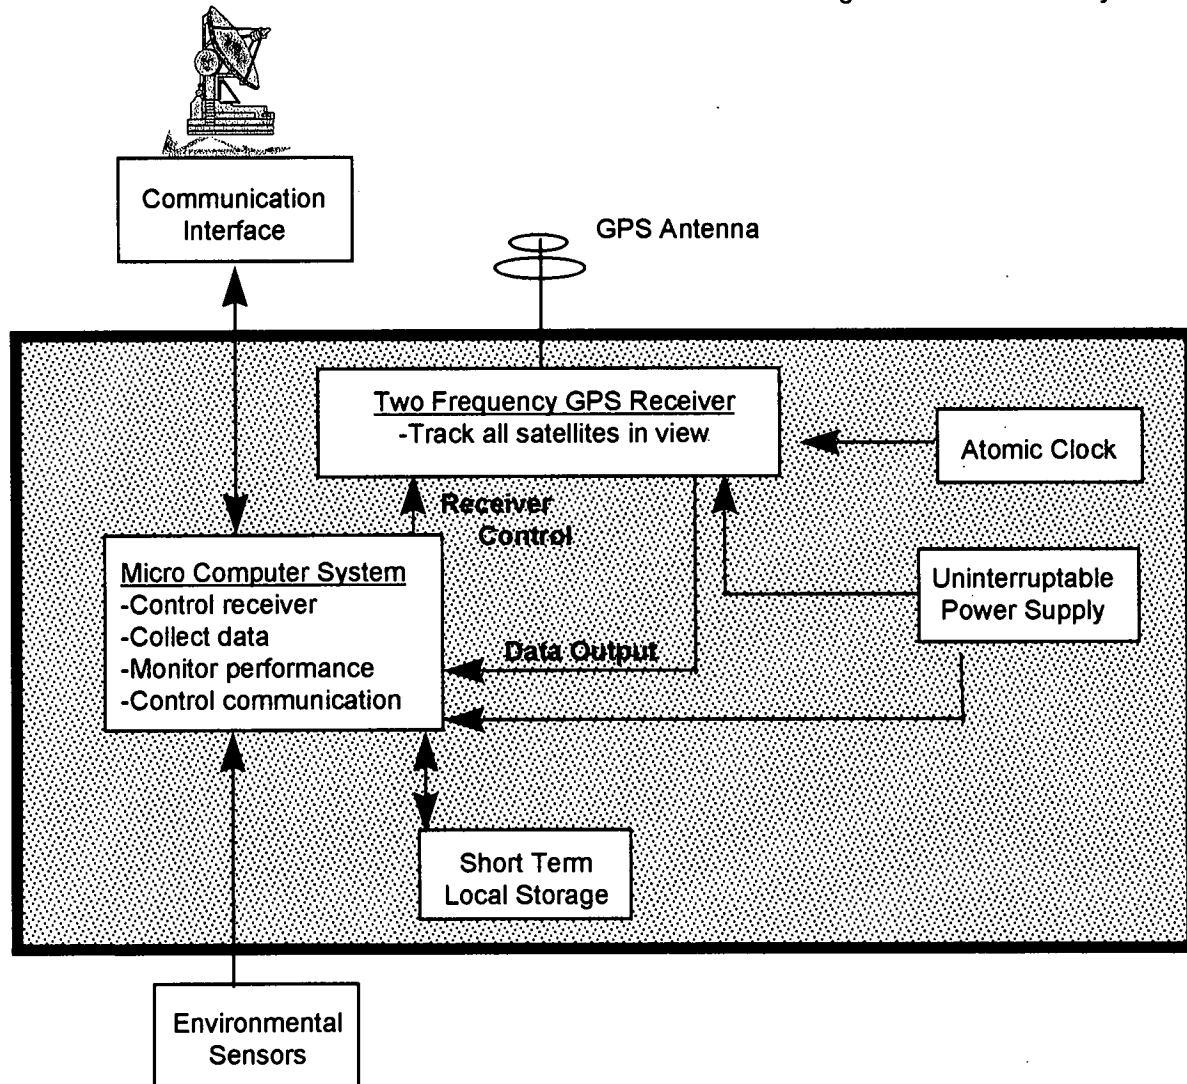 Communication
Interface
GPS Antenna
Two Frequency GPS Receiver
-Track all satellites in view
Atomic Clock
Receiver
Control
Micro Computer System
-Control receiver
-Collect data
-Monitor performance
-Control communication
Uninterruptable
Power Supply
Data Output
Short Term
Local Storage
Environmental
Sensors